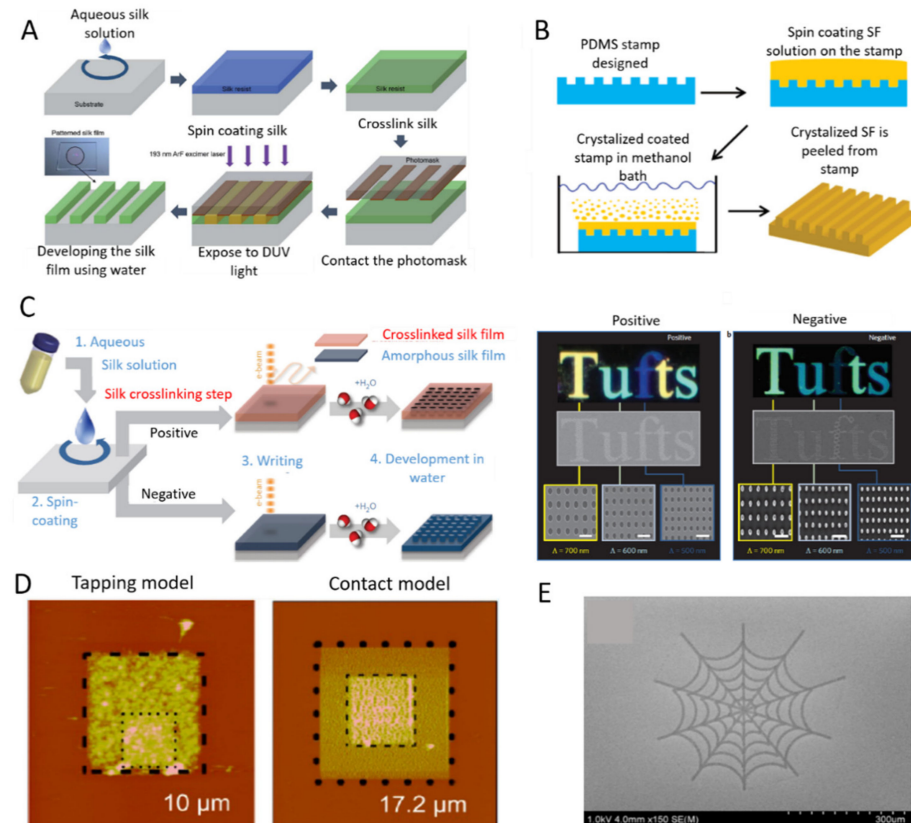 A
Aqueous silk
solution
Substrate
Silk resist
Spin coating silk
Silk resist
Crosslink silk
Patterned silk film
193 nm ArF excimer laser
Photomask
Developing the silk
film using water
Expose to DUV
light
Contact the photomask
B
PDMS stamp
designed
Spin coating SF
solution on the stamp
Crystalized coated
stamp in methanol
bath
Crystalized SF is
peeled from
stamp
C
1. Aqueous
Silk solution
Silk crosslinking step
Positive
Negative
2. Spin-
coating
e-beam
Crosslinked silk film
Amorphous silk film
+H₂O
3. Writing
4. Development in
water
e-beam
+H₂O
Positive
Positive
Tufts
Tufts
Λ = 700 nm
Λ = 600 nm
Λ = 500 nm
Negative
b
Negative
Tufts
Tufts
Λ = 700 nm
Λ = 600 nm
Λ = 500 nm
D
Tapping model
10 µm
Contact model
17.2 µm
E
1.0kV 4.0mm x150 SE(M)
300um